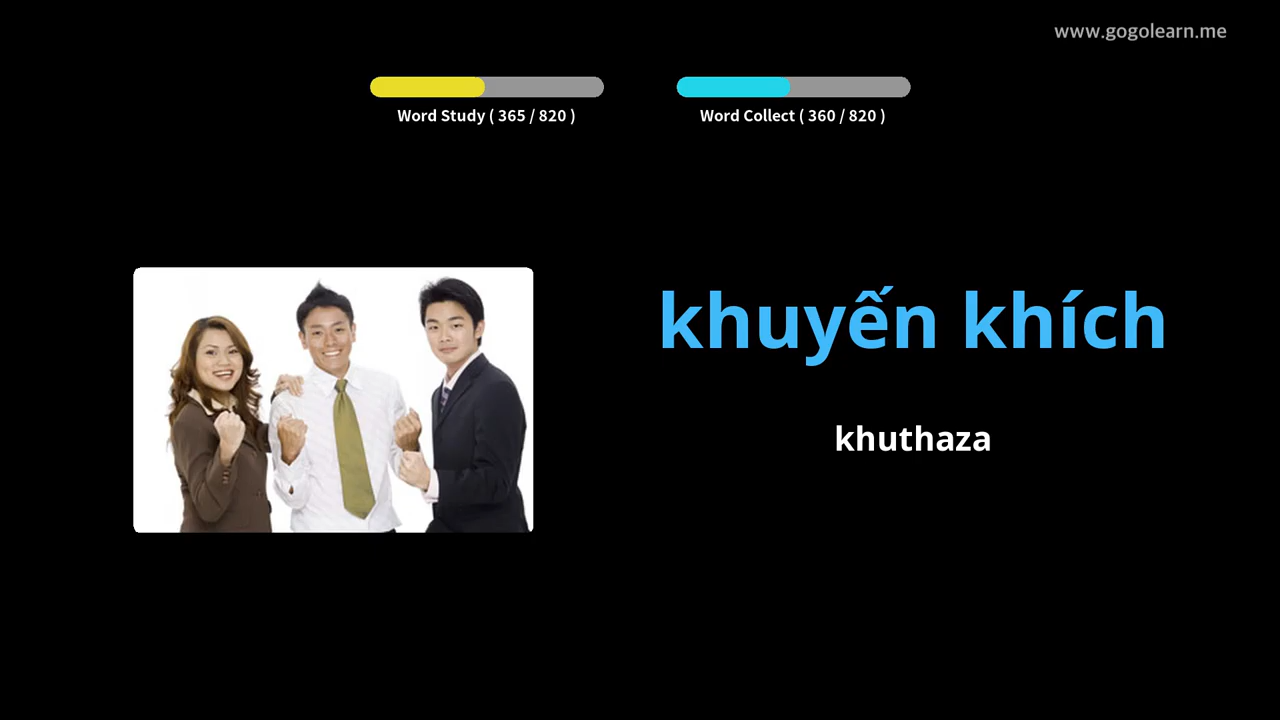 www.gogolearn.me
Word Study ( 365 / 820 )
Word Collect ( 360 / 820 )
khuyến khích
khuthaza